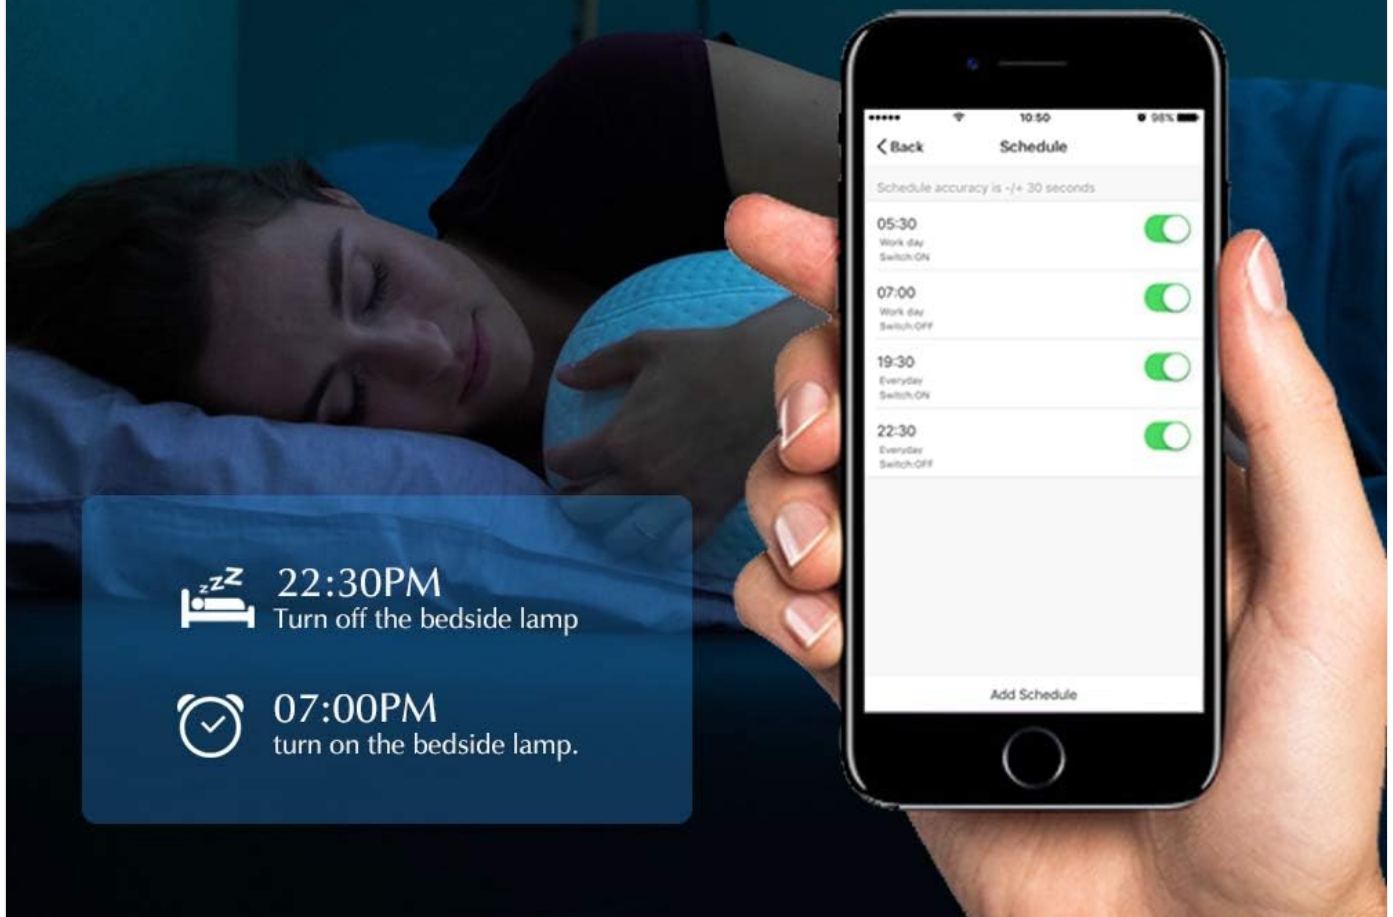 22:30PM
Turn off the bedside lamp
07:00PM
turn on the bedside lamp.
10:50
98%
Back
Schedule
Schedule accuracy is -/+ 30 seconds
05:30
Work day
Switch:ON
07:00
Work day
Switch:OFF
19:30
Everyday
Switch:ON
22:30
Everyday
Switch:OFF
Add Schedule
zzZ